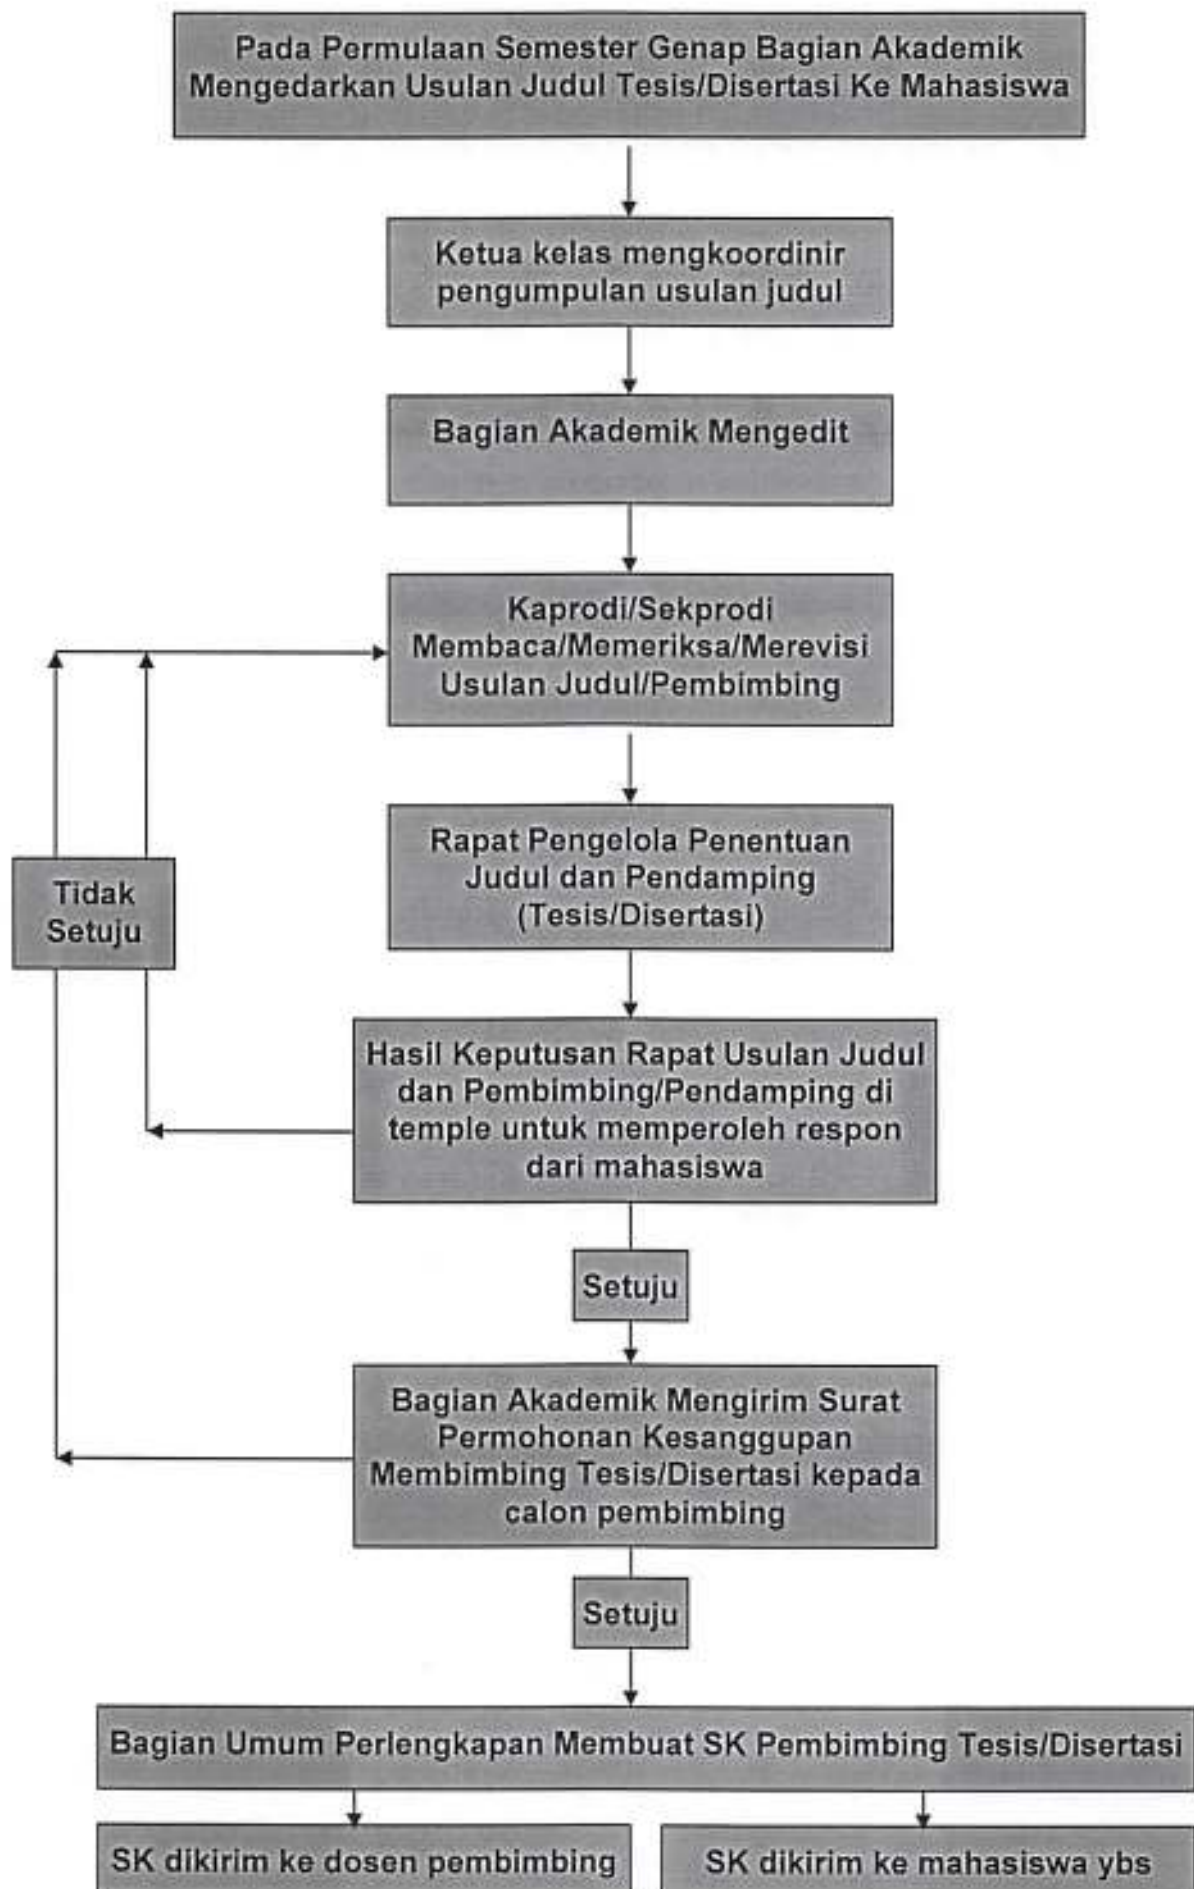 Pada Permulaan Semester Genap Bagian Akademik
Mengedarkan Usulan Judul Tesis/Disertasi Ke Mahasiswa
Ketua kelas mengkoordinir
pengumpulan usulan judul
Bagian Akademik Mengedit
Kaprodi/Sekprodi
Membaca/Memeriksa/Merevisi
Usulan Judul/Pembimbing
Rapat Pengelola Penentuan
Judul dan Pendamping
(Tesis/Disertasi)
Tidak
Setuju
Hasil Keputusan Rapat Usulan Judul
dan Pembimbing/Pendamping di
temple untuk memperoleh respon
dari mahasiswa
Setuju
Bagian Akademik Mengirim Surat
Permohonan Kesanggupan
Membimbing Tesis/Disertasi kepada
calon pembimbing
Setuju
Bagian Umum Perlengkapan Membuat SK Pembimbing Tesis/Disertasi
SK dikirim ke dosen pembimbing
SK dikirim ke mahasiswa ybs